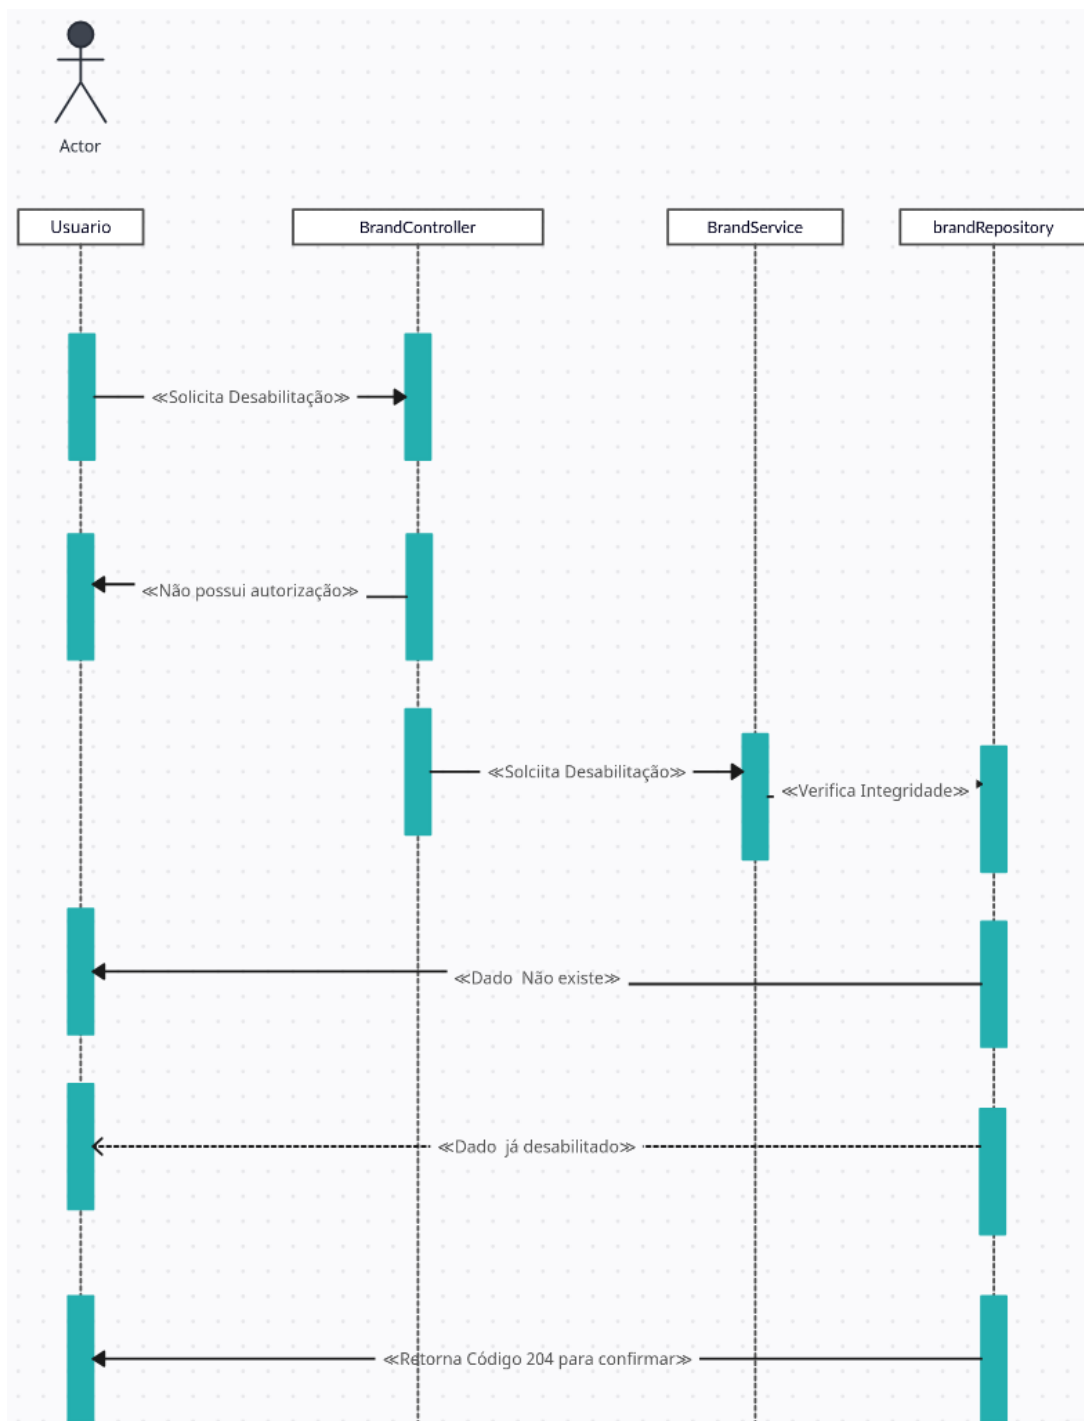 Actor
Usuario
BrandController
BrandService
brandRepository
≪Solicita Desabilitação≫
≪Não possui autorização≫
≪Solciita Desabilitação≫
≪Verifica Integridade≫
≪Dado  Não existe≫
≪Dado  já desabilitado≫
≪Retorna Código 204 para confirmar≫